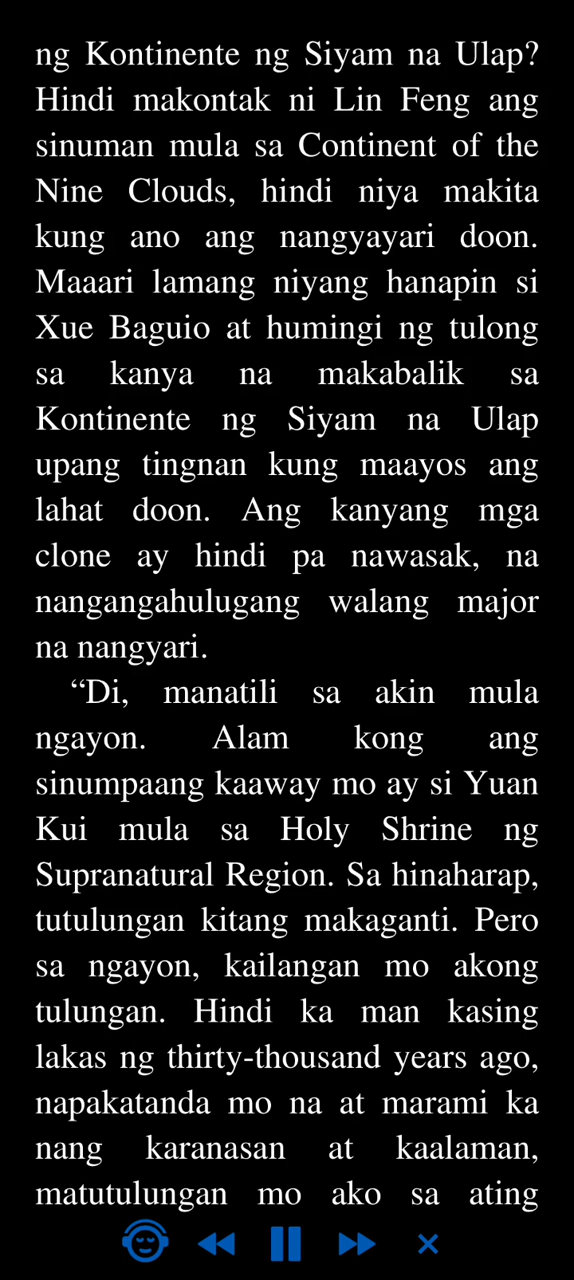 ng Kontinente ng Siyam na Ulap?
Hindi makontak ni Lin Feng ang
sinuman mula sa Continent of the
Nine Clouds, hindi niya makita
kung ano ang nangyayari doon.
Maaari lamang niyang hanapin si
Xue Baguio at humingi ng tulong
sa kanya na makabalik sa
Kontinente ng Siyam na Ulap
upang tingnan kung maayos ang
lahat doon. Ang kanyang mga
clone ay hindi pa nawasak, na
nangangahulugang walang major
na nangyari.
“Di, manatili sa akin mula
ngayon. Alam kong ang
sinumpaang kaaway mo ay si Yuan
Kui mula sa Holy Shrine ng
Supranatural Region. Sa hinaharap,
tutulungan kitang makaganti. Pero
sa ngayon, kailangan mo akong
tulungan. Hindi ka man kasing
lakas ng thirty-thousand years ago,
napakatanda mo na at marami ka
nang karanasan at kaalaman,
matutulungan mo ako sa ating